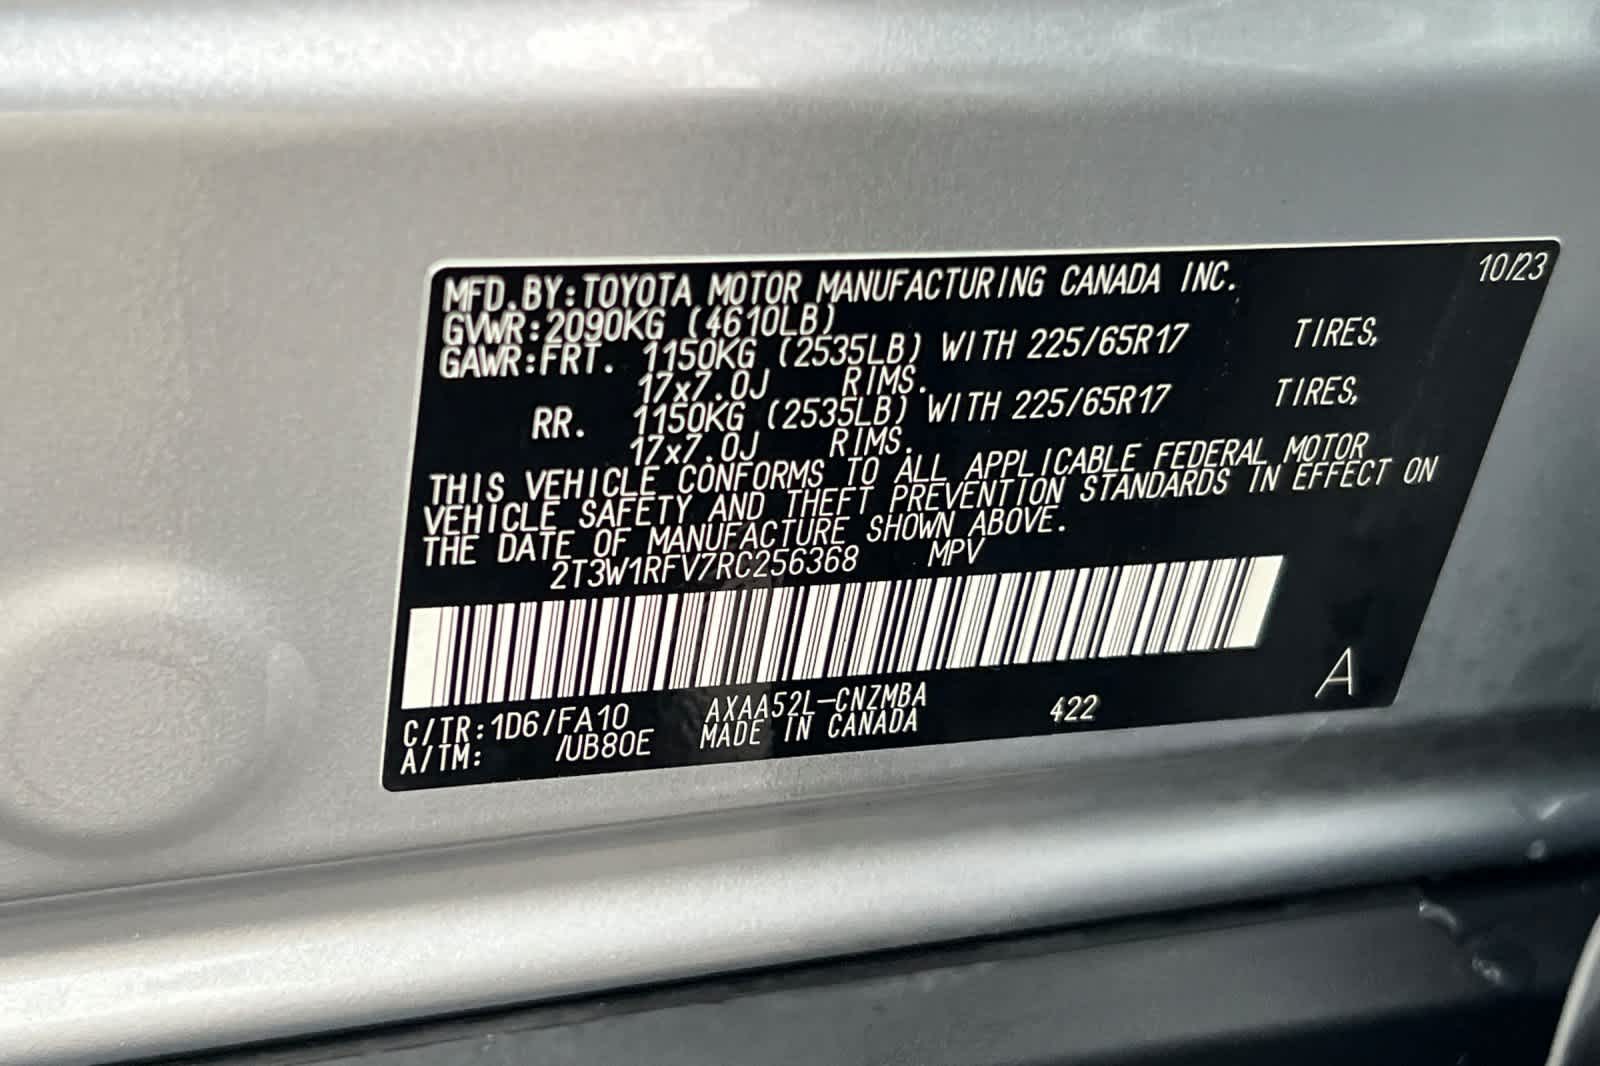 10/23
MFD.BY:TOYOTA MOTOR MANUFACTURING CANADA INC.
GVWR:2090KG (4610LB)
GAWR:FRT. 1150KG (2535LB) WITH 225/65R17 TIRES,
17x7.0J RIMS.
RR. 1150KG (2535LB) WITH 225/65R17 TIRES,
17x7.0J RIMS.
THIS VEHICLE CONFORMS TO ALL APPLICABLE FEDERAL MOTOR
VEHICLE SAFETY AND THEFT PREVENTION STANDARDS IN EFFECT ON
THE DATE OF MANUFACTURE SHOWN ABOVE.
2T3W1RFV7RC256368 MPV
C/TR:1D6/FA10 AXAA52L-CNZMBA 422 A
A/TM: /UB80E MADE IN CANADA